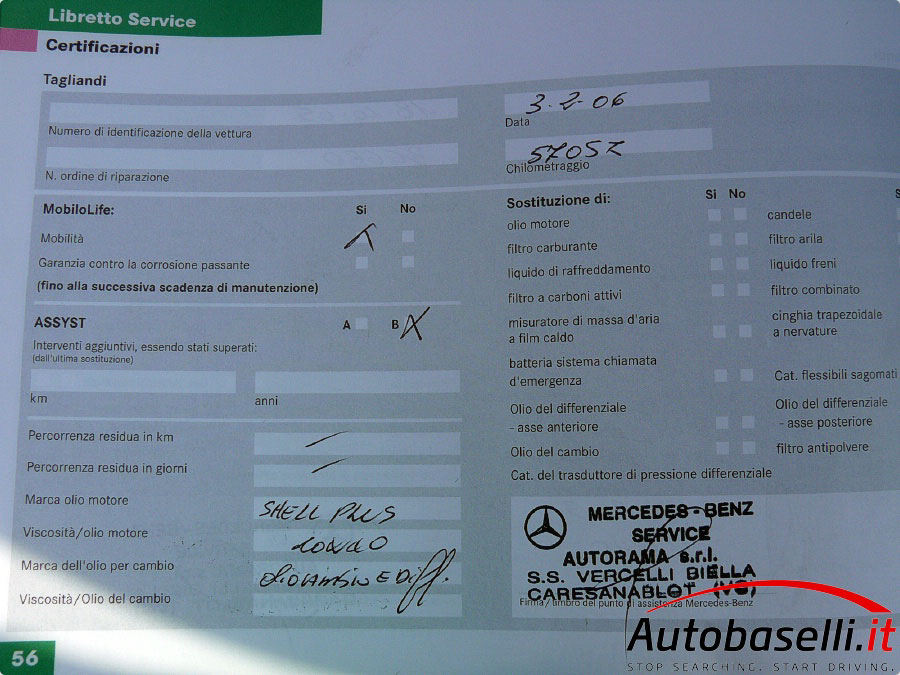 Libretto Service
Certificazioni
Tagliandi
Numero di identificazione della vettura
N. ordine di riparazione
3-2-06
Data
57057
Chilometraggio
MobiloLife:
Si No
Mobilità
Garanzia contro la corrosione passante
(fino alla successiva scadenza di manutenzione)
ASSYST
A B X
Interventi aggiuntivi, essendo stati superati:
(dall'ultima sostituzione)
km
anni
Percorrenza residua in km
Percorrenza residua in giorni
Marca olio motore
SHELL PLUS
Viscosità/olio motore
Marca dell'olio per cambio
Viscosità/Olio del cambio
Sostituzione di:
Si No
olio motore
filtro carburante
liquido di raffreddamento
filtro a carboni attivi
misuratore di massa d'aria
a film caldo
batteria sistema chiamata
d'emergenza
Olio del differenziale
- asse anteriore
Olio del cambio
Cat. del trasduttore di pressione differenziale
candele
filtro arila
liquido freni
filtro combinato
cinghia trapezoidale
a nervature
Cat. flessibili sagomati
Olio del differenziale
- asse posteriore
filtro antipolvere
MERCEDES-BENZ
SERVICE
AUTORAMA s.r.l.
S.S. VERCELLI BIELLA
CARESANABLOT (VC)
Firma/timbro del punto di assistenza Mercedes-Benz
56
Autobaselli.it
STOP SEARCHING. START DRIVING.